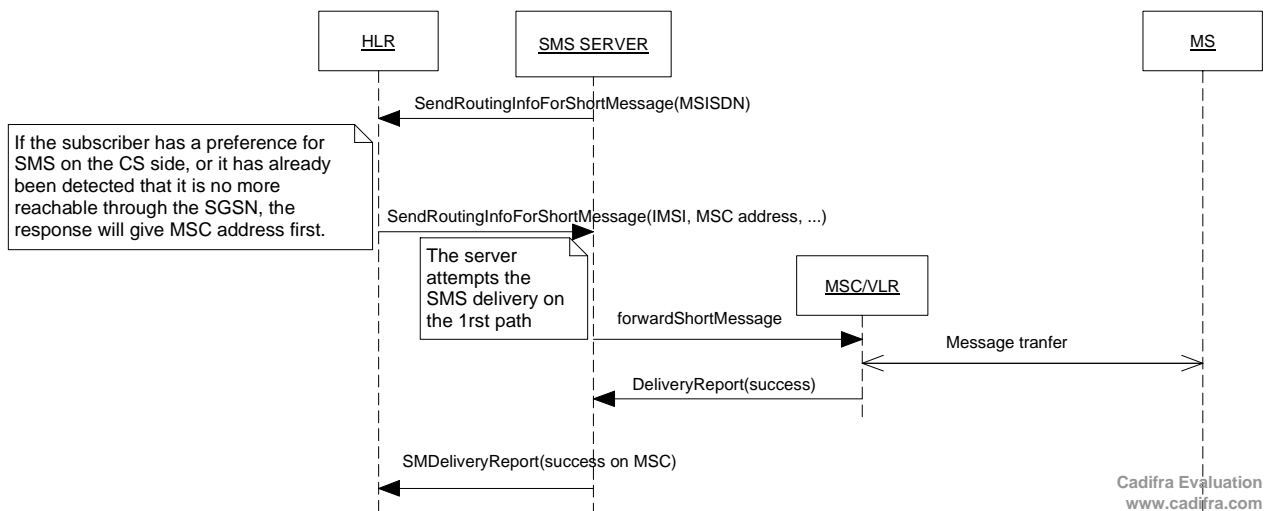 HLR
SMS SERVER
MS
SendRoutingInfoForShortMessage(MSISDN)
If the subscriber has a preference for
SMS on the CS side, or it has already
been detected that it is no more
reachable through the SGSN, the
response will give MSC address first.
SendRoutingInfoForShortMessage(IMSI, MSC address, ...)
The server
attempts the
SMS delivery on
the 1rst path
MSC/VLR
forwardShortMessage
Message tranfer
DeliveryReport(success)
SMDeliveryReport(success on MSC)
Cadifra Evaluation
www.cadifra.com